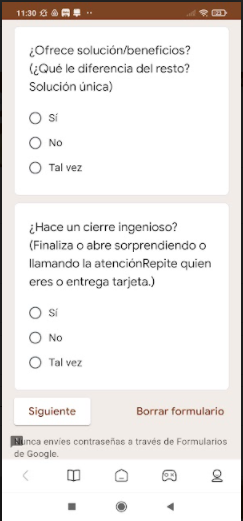 11:30
¿Ofrece solución/beneficios?
(¿Qué le diferencia del resto?
Solución única)
Sí
No
Tal vez
¿Hace un cierre ingenioso?
(Finaliza o abre sorprendiendo o
llamando la atenciónRepite quien
eres o entrega tarjeta.)
Sí
No
Tal vez
Siguiente Borrar formulario
Nunca envíes contraseñas a través de Formularios
de Google.